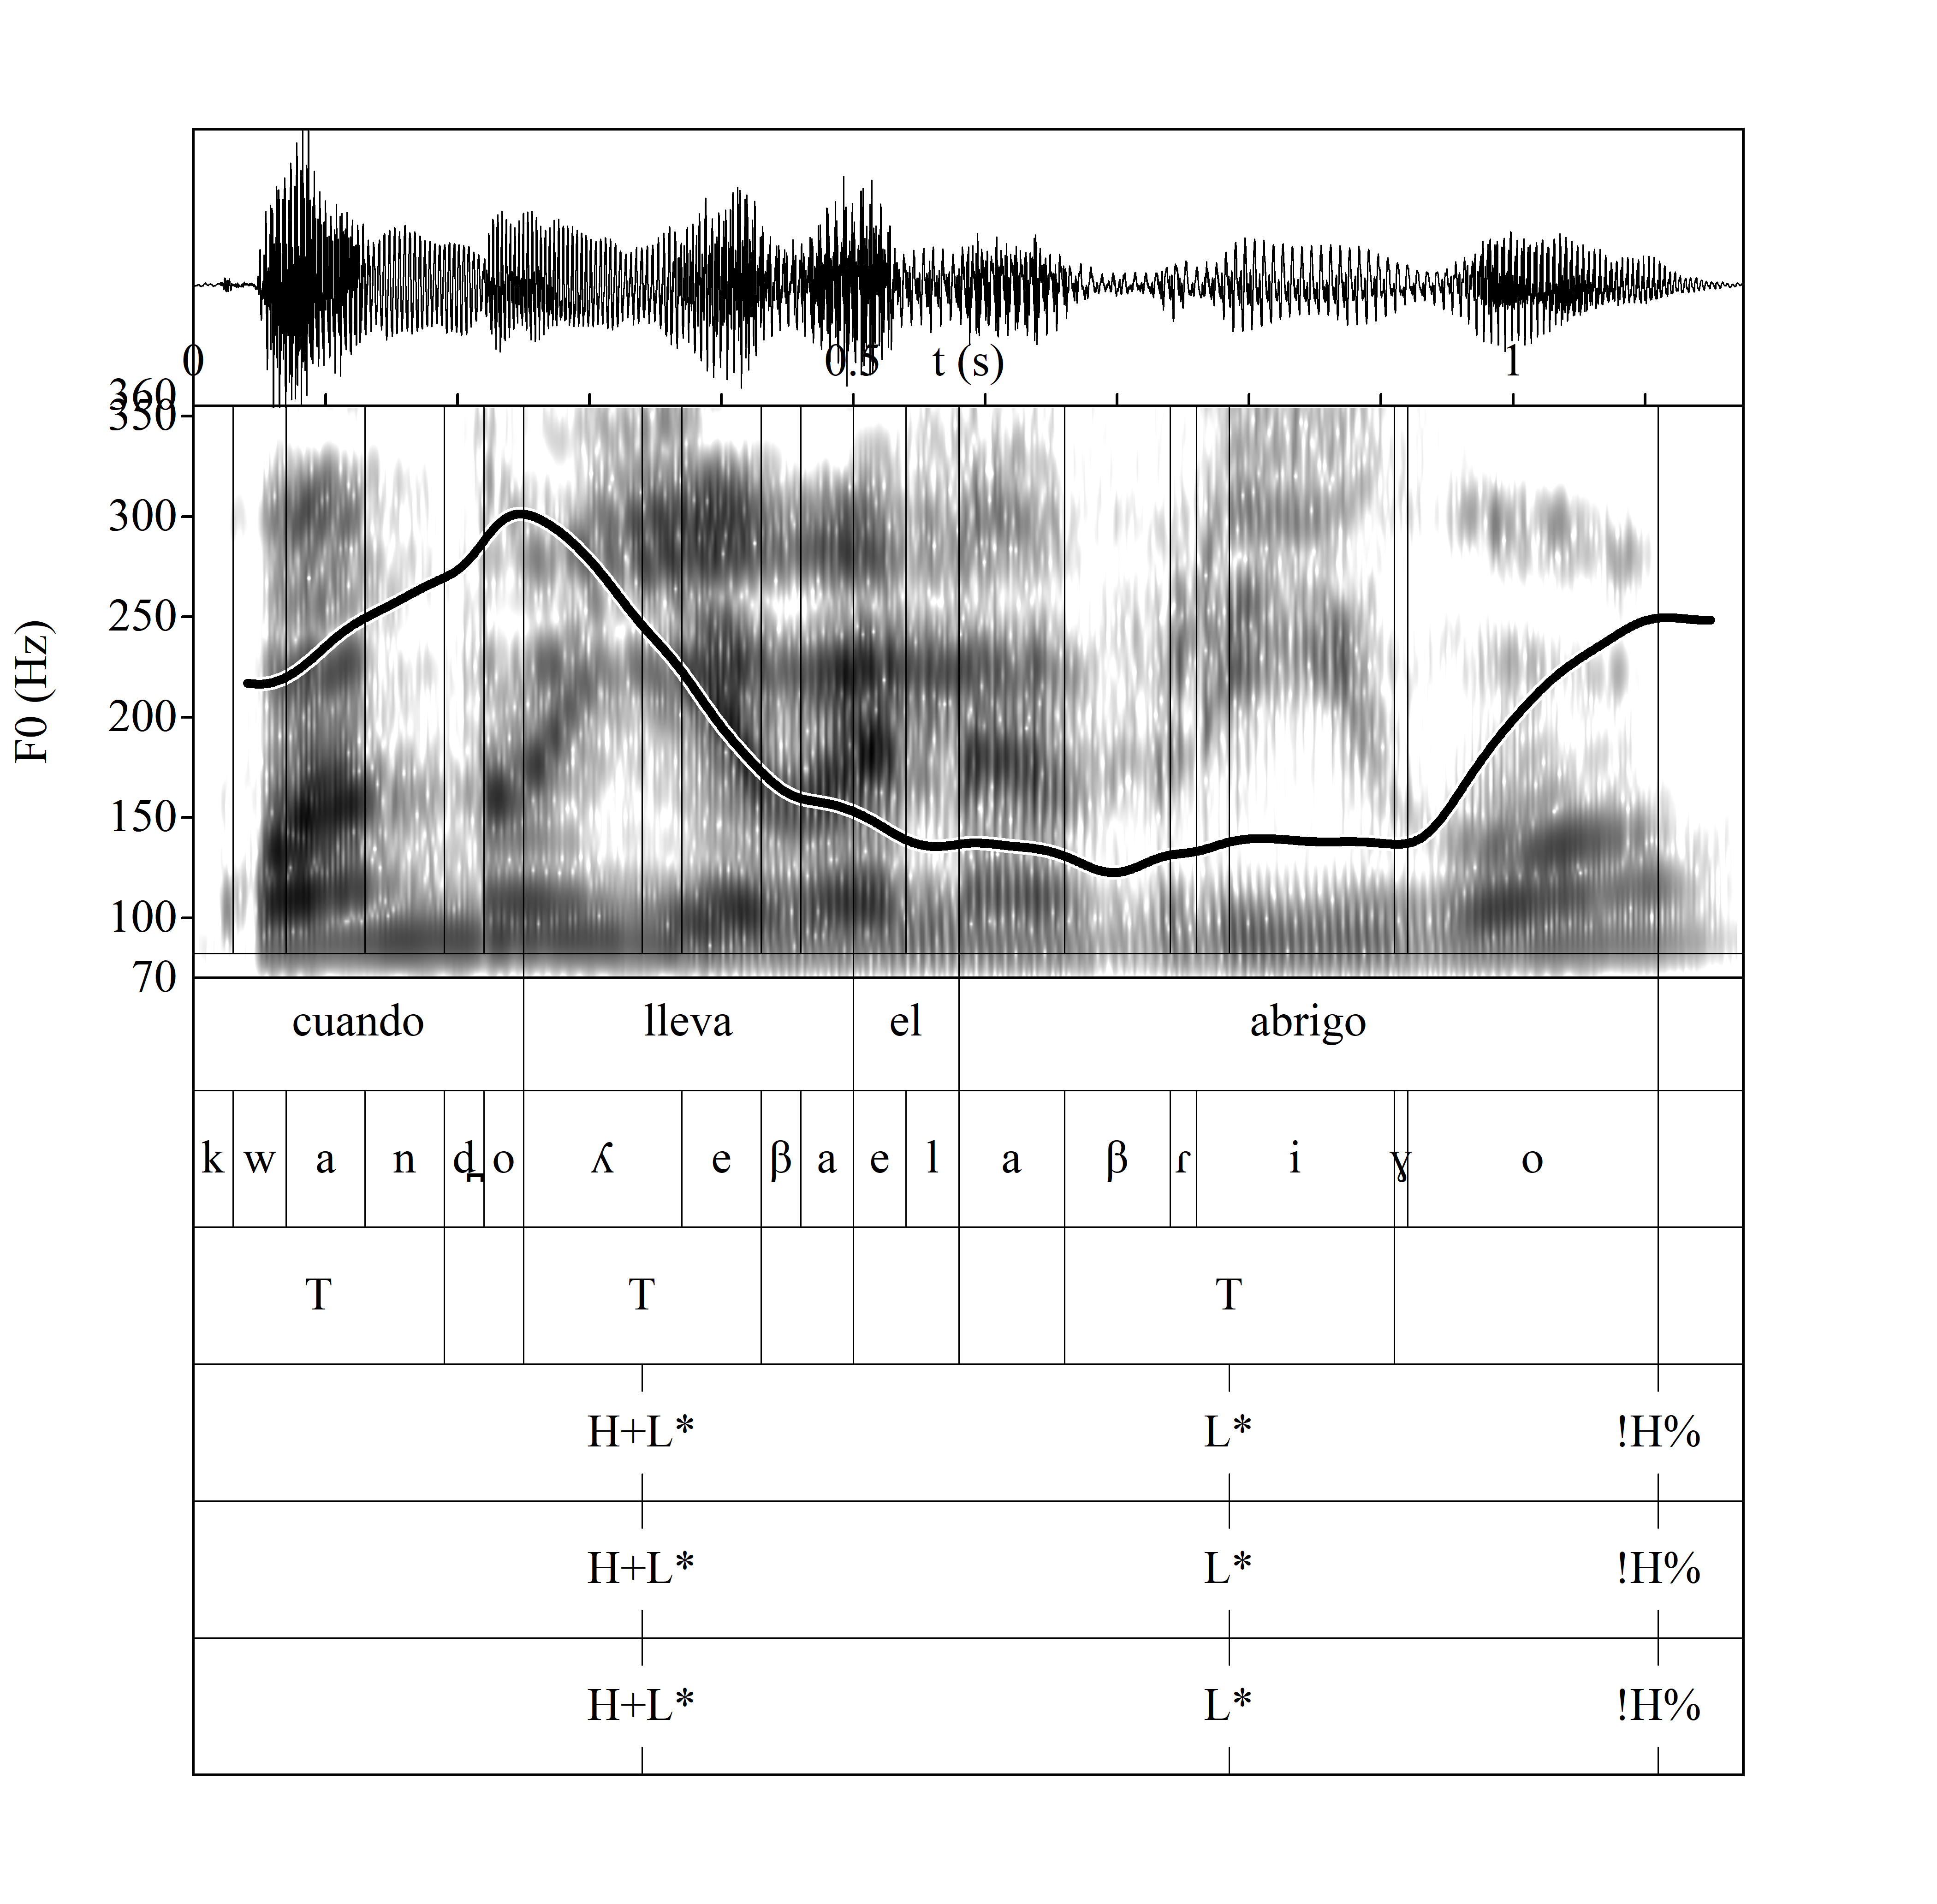 0 0.5 t (s) 1
360
350
300
250
200
150
100
70
F0 (Hz)
cuando lleva el abrigo
k w a n d̪ o ʎ e β a e l a β ɾ i ɣ o
T T T
H+L* L* !H%
H+L* L* !H%
H+L* L* !H%